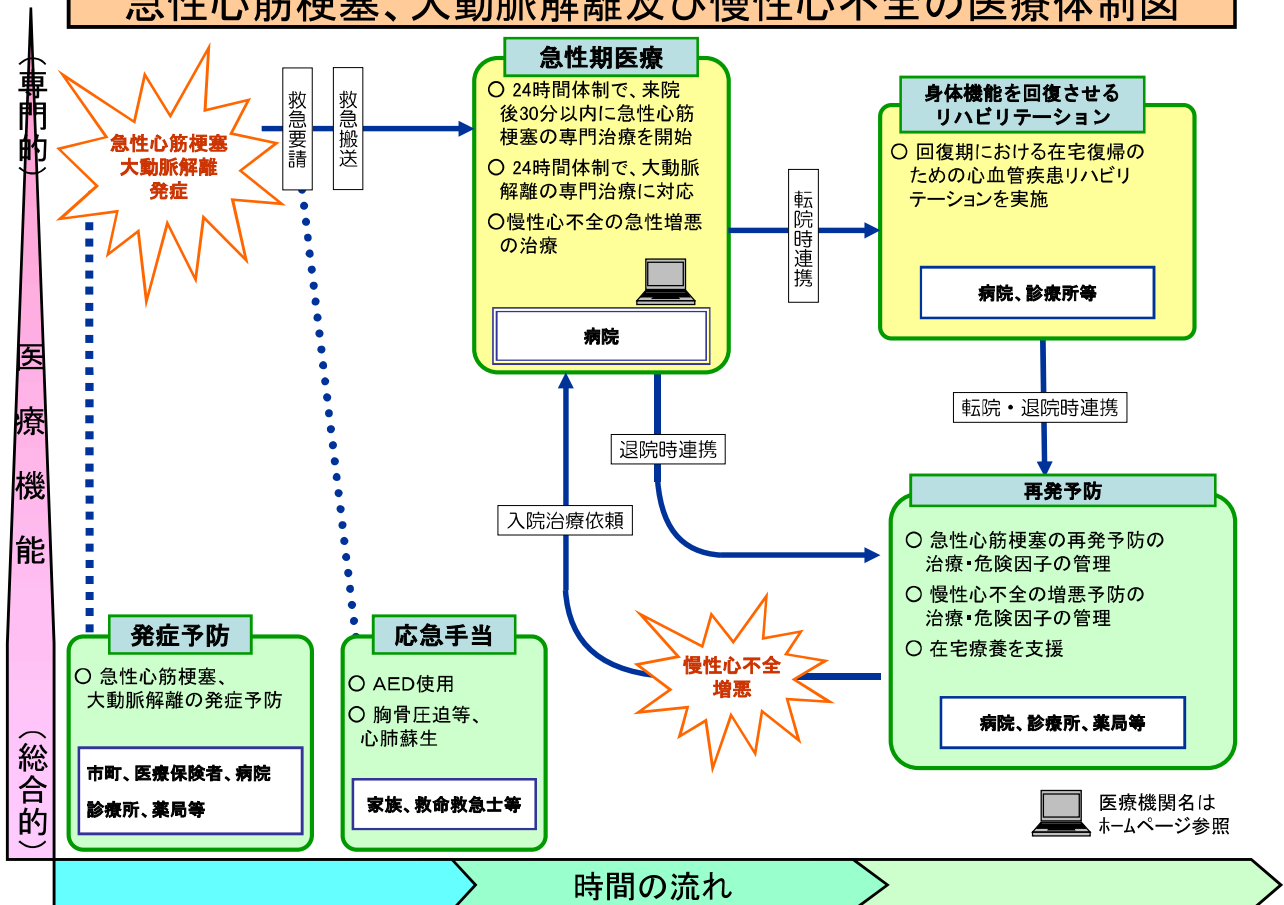 急性心筋梗塞、大動脈解離及び慢性心不全の医療体制図
（専門的）
医療機能
（総合的）
急性心筋梗塞
大動脈解離
発症
救急要請
救急搬送
急性期医療
○ 24時間体制で、来院
後30分以内に急性心筋
梗塞の専門治療を開始
○ 24時間体制で、大動脈
解離の専門治療に対応
○慢性心不全の急性増悪
の治療
病院
転院時連携
身体機能を回復させる
リハビリテーション
○ 回復期における在宅復帰の
ための心血管疾患リハビリ
テーションを実施
病院、診療所等
転院・退院時連携
退院時連携
入院治療依頼
再発予防
○ 急性心筋梗塞の再発予防の
治療・危険因子の管理
○ 慢性心不全の増悪予防の
治療・危険因子の管理
○ 在宅療養を支援
病院、診療所、薬局等
慢性心不全
増悪
発症予防
○ 急性心筋梗塞、
大動脈解離の発症予防
市町、医療保険者、病院
診療所、薬局等
応急手当
○ AED使用
○ 胸骨圧迫等、
心肺蘇生
家族、救命救急士等
医療機関名は
ホームページ参照
時間の流れ